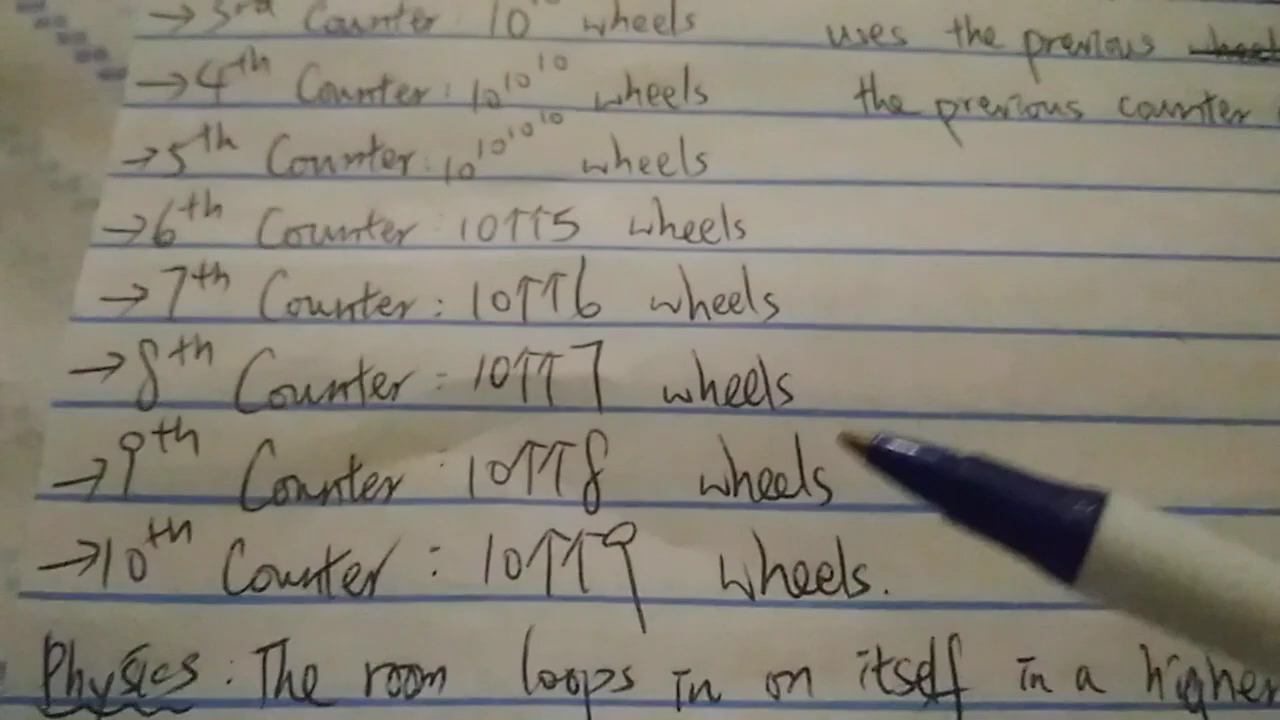 → 3rd Counter 10^10 wheels uses the previous
→ 4th Counter: 10^10^10 wheels the previous counter
→ 5th Counter: 10^10^10^10 wheels
→ 6th Counter: 10↑↑5 wheels
→ 7th Counter: 10↑↑6 wheels
→ 8th Counter: 10↑↑7 wheels
→ 9th Counter: 10↑↑8 wheels
→ 10th Counter: 10↑↑9 wheels.
Physics: The room loops in on itself in a higher